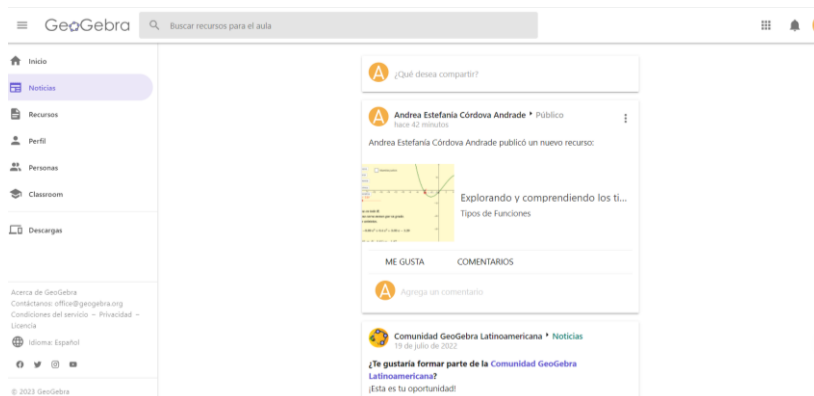 GeoGebra
Buscar recursos para el aula
Inicio
Noticias
Recursos
Perfil
Personas
Classroom
Descargas
Acerca de GeoGebra
Contáctanos: office@geogebra.org
Condiciones del servicio – Privacidad –
Licencia
Idioma: Español
© 2023 GeoGebra
A ¿Qué desea compartir?
A Andrea Estefanía Córdova Andrade ‣ Público
hace 42 minutos
Andrea Estefanía Córdova Andrade publicó un nuevo recurso:
Explorando y comprendiendo los ti...
Tipos de Funciones
ME GUSTA COMENTARIOS
A Agrega un comentario
Comunidad GeoGebra Latinoamericana ‣ Noticias
19 de julio de 2022
¿Te gustaría formar parte de la Comunidad GeoGebra
Latinoamericana?
¡Esta es tu oportunidad!